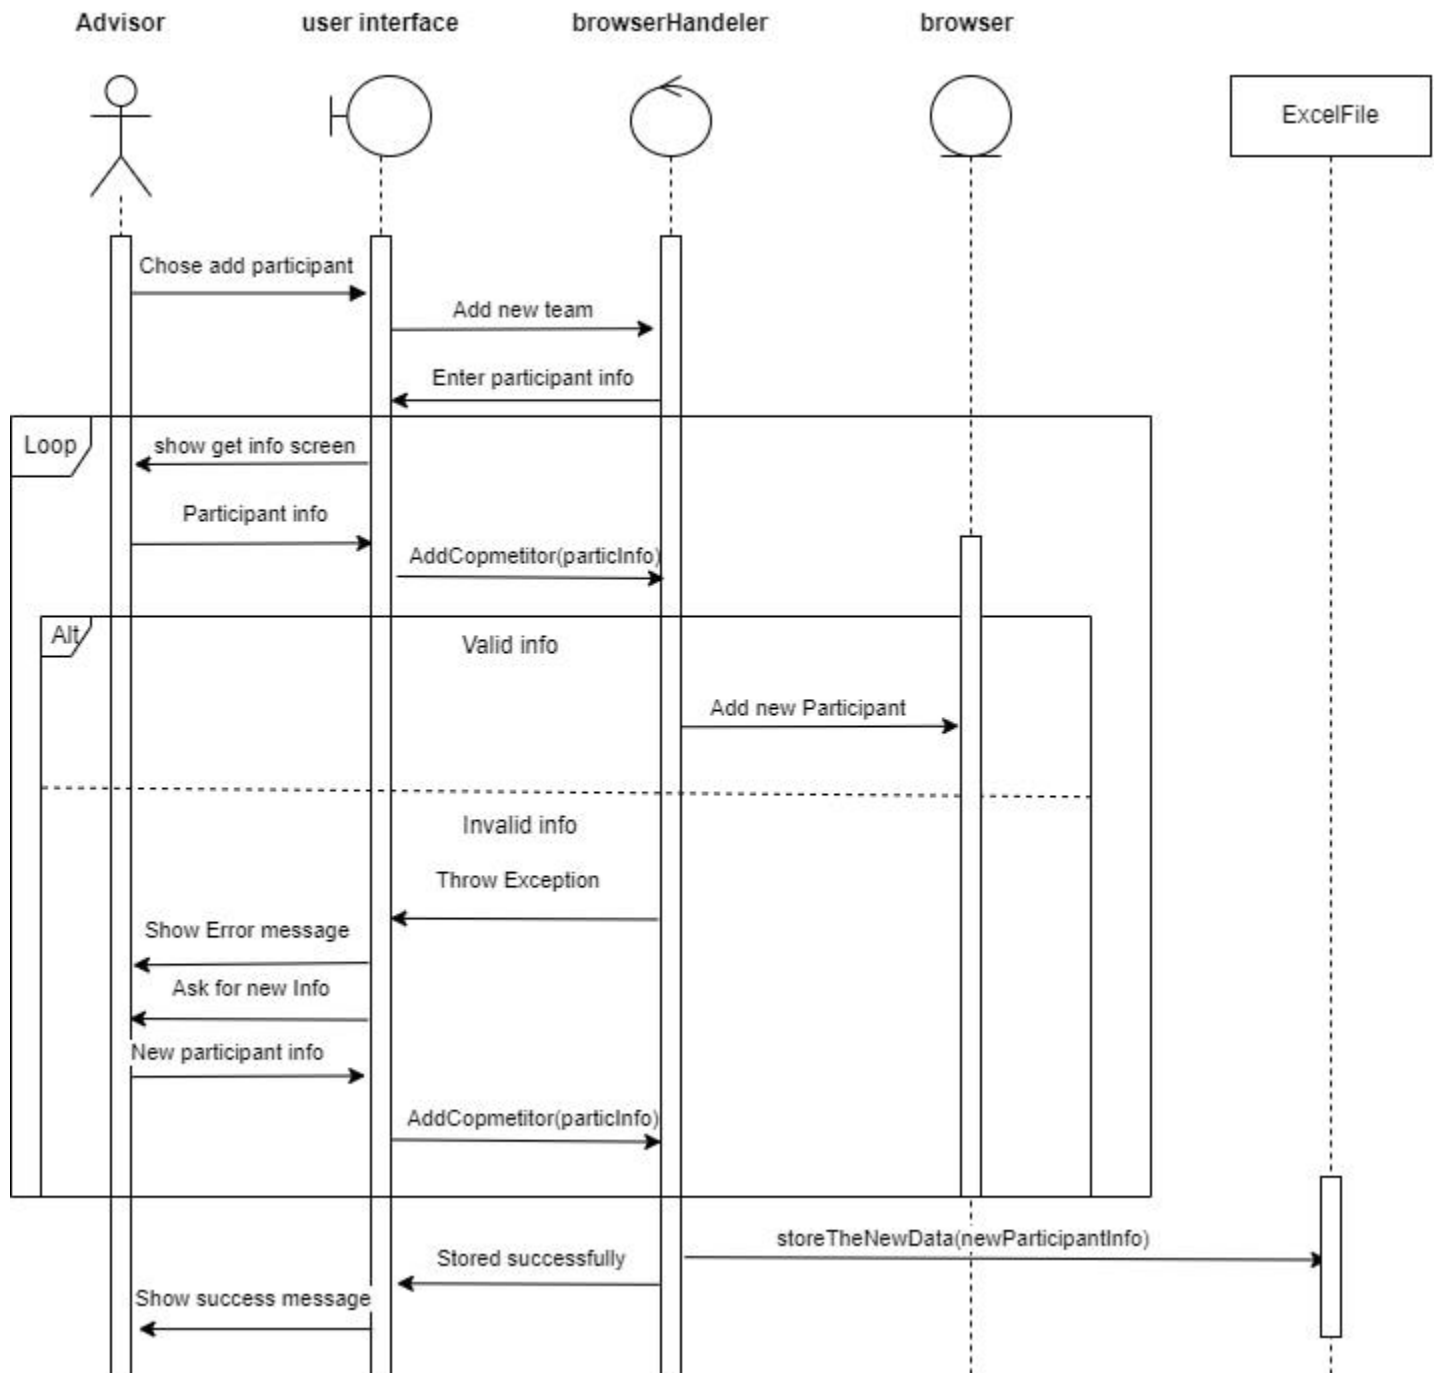 Advisor
user interface
browserHandeler
browser
ExcelFile
Chose add participant
Add new team
Enter participant info
Loop
show get info screen
Participant info
AddCopmetitor(particInfo)
Alt
Valid info
Add new Participant
Invalid info
Throw Exception
Show Error message
Ask for new Info
New participant info
AddCopmetitor(particInfo)
storeTheNewData(newParticipantInfo)
Stored successfully
Show success message